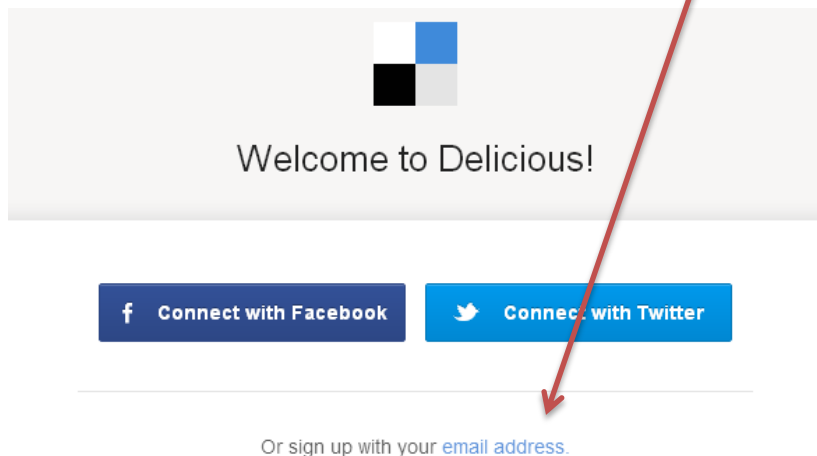 Welcome to Delicious!
f Connect with Facebook
Connect with Twitter
Or sign up with your email address.